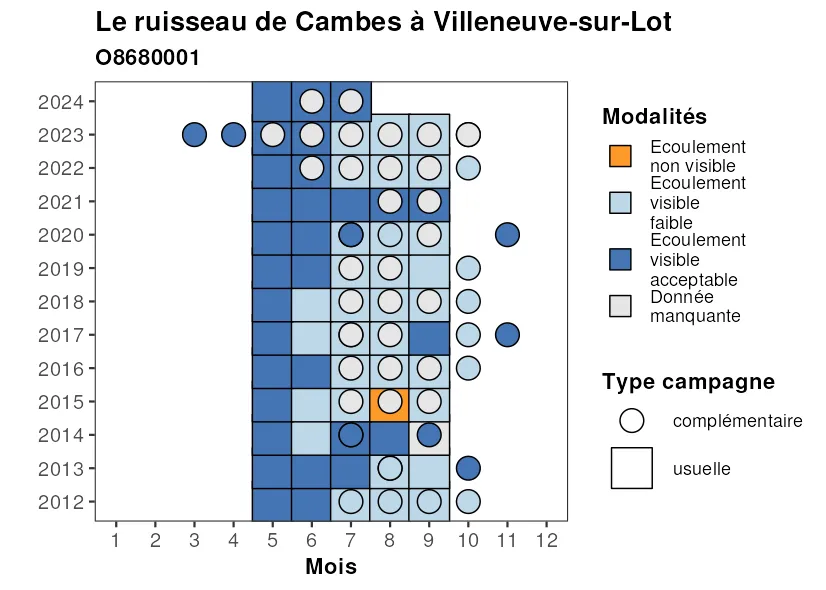 Le ruisseau de Cambes à Villeneuve-sur-Lot
O8680001
2024
2023
2022
2021
2020
2019
2018
2017
2016
2015
2014
2013
2012
1 2 3 4 5 6 7 8 9 10 11 12
Mois
Modalités
Ecoulement
non visible
Ecoulement
visible
faible
Ecoulement
visible
acceptable
Donnée
manquante
Type campagne
complémentaire
usuelle